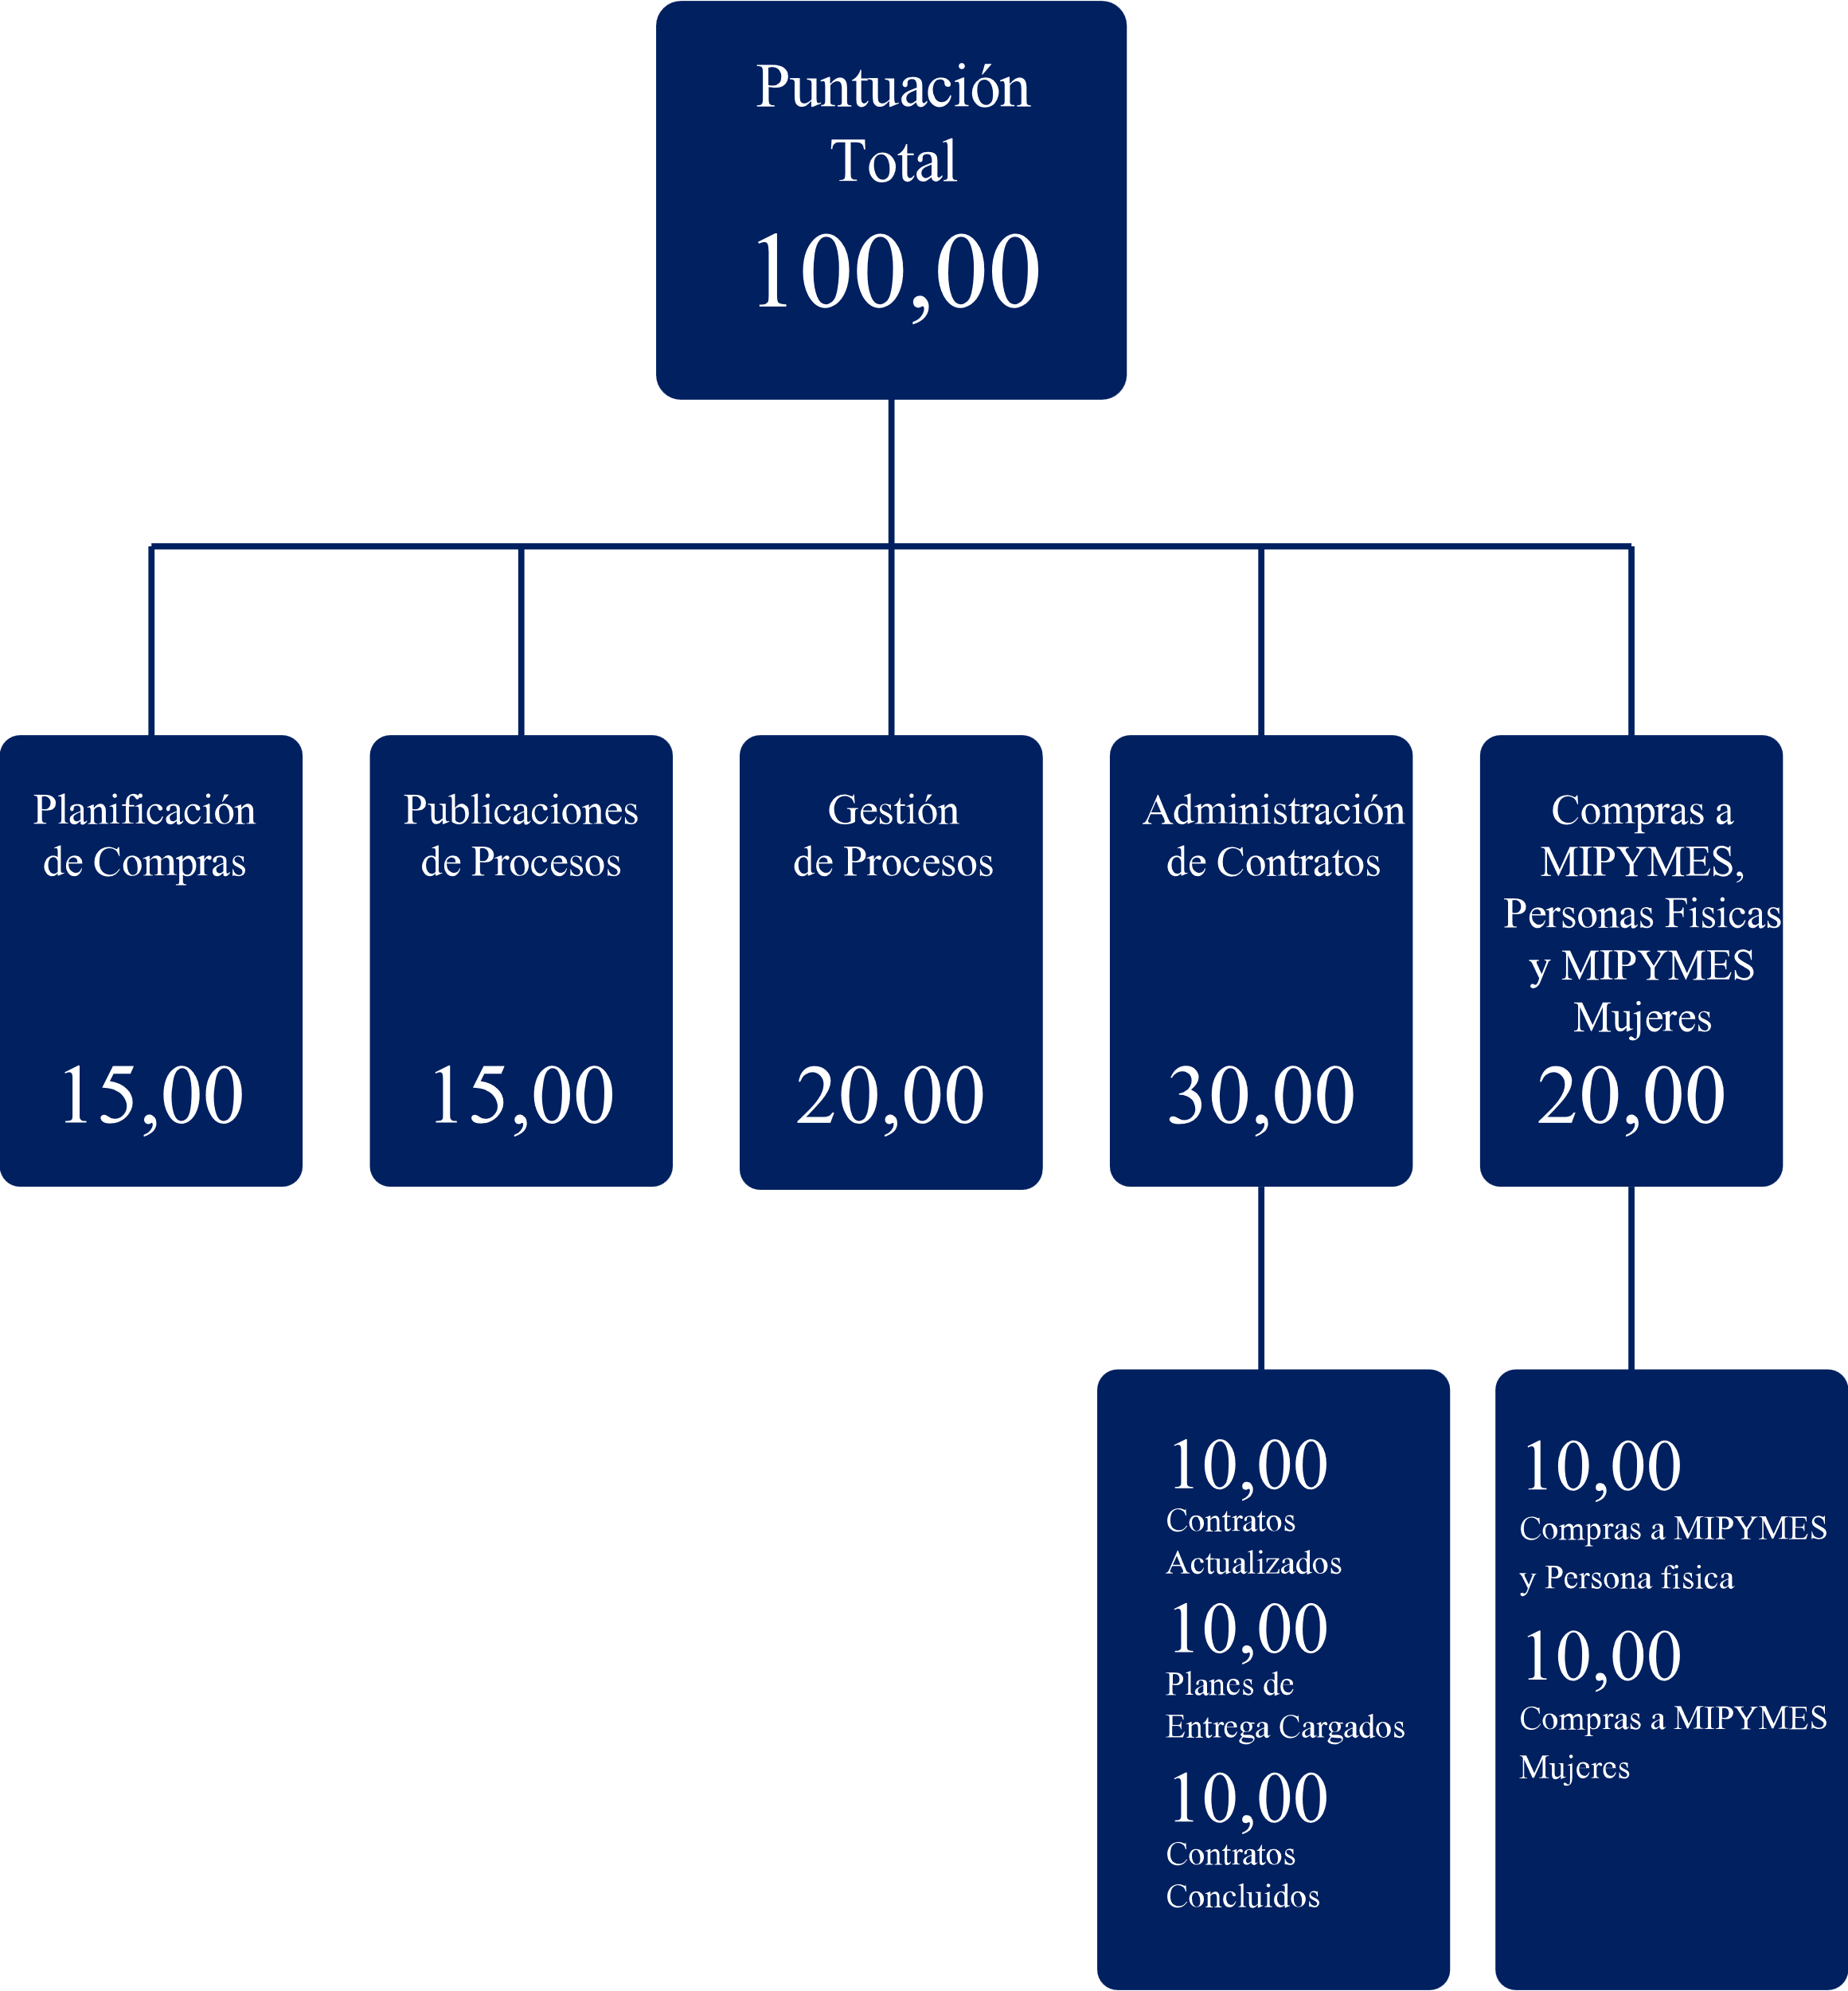 Puntuación
Total
100,00
Planificación
de Compras
15,00
Publicaciones
de Procesos
15,00
Gestión
de Procesos
20,00
Administración
de Contratos
30,00
Compras a
MIPYMES,
Personas Fisicas
y MIPYMES
Mujeres
20,00
10,00
Contratos
Actualizados
10,00
Planes de
Entrega Cargados
10,00
Contratos
Concluidos
10,00
Compras a MIPYMES
y Persona fisica
10,00
Compras a MIPYMES
Mujeres